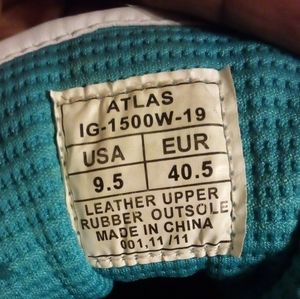 ATLAS
IG-1500W-19
USA EUR
9.5 40.5
LEATHER UPPER
RUBBER OUTSOLE
MADE IN CHINA
001,11 /11